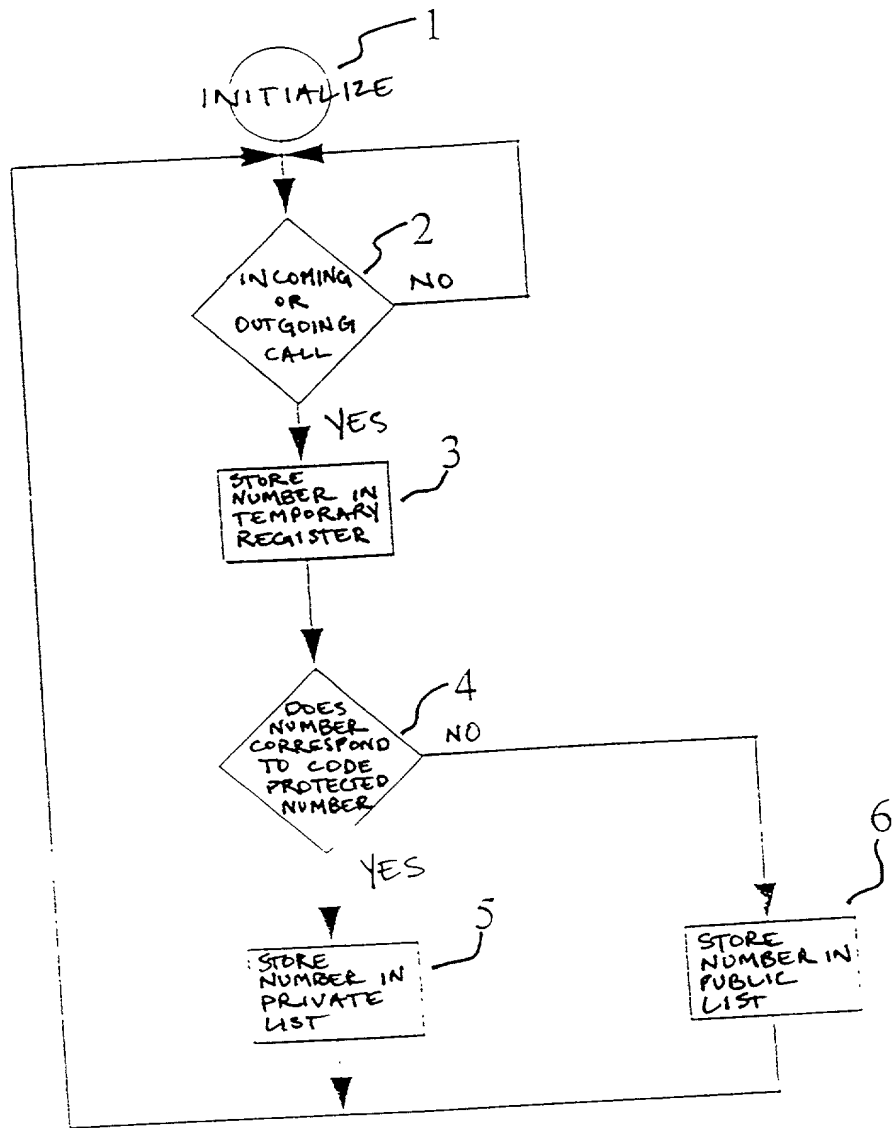 1
INITIALIZE
2
INCOMING
OR
OUTGOING
CALL
NO
YES
3
STORE
NUMBER IN
TEMPORARY
REGISTER
4
DOES
NUMBER
CORRESPOND
TO CODE
PROTECTED
NUMBER
NO
YES
5
STORE
NUMBER IN
PRIVATE
LIST
6
STORE
NUMBER IN
PUBLIC
LIST